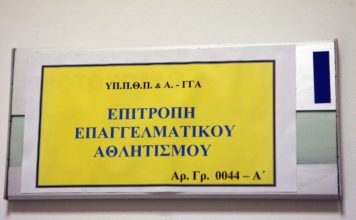 ΥΠ.Π.Θ.Π. & Α. - ΓΓΑ
ΕΠΙΤΡΟΠΗ
ΕΠΑΓΓΕΛΜΑΤΙΚΟΥ
ΑΘΛΗΤΙΣΜΟΥ
Αρ. Γρ. 0044 – Α΄